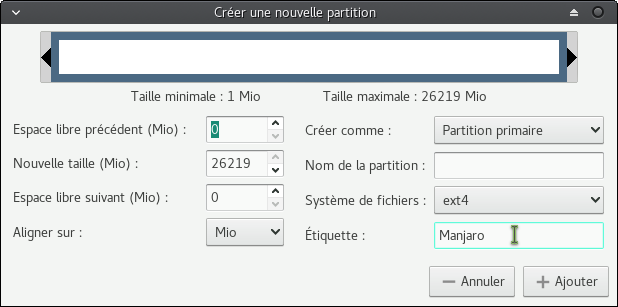 Créer une nouvelle partition
Taille minimale : 1 Mio Taille maximale : 26219 Mio
Espace libre précédent (Mio) : 0 Créer comme : Partition primaire
Nouvelle taille (Mio) : 26219 Nom de la partition :
Espace libre suivant (Mio) : 0 Système de fichiers : ext4
Aligner sur : Mio Étiquette : Manjaro
Annuler Ajouter